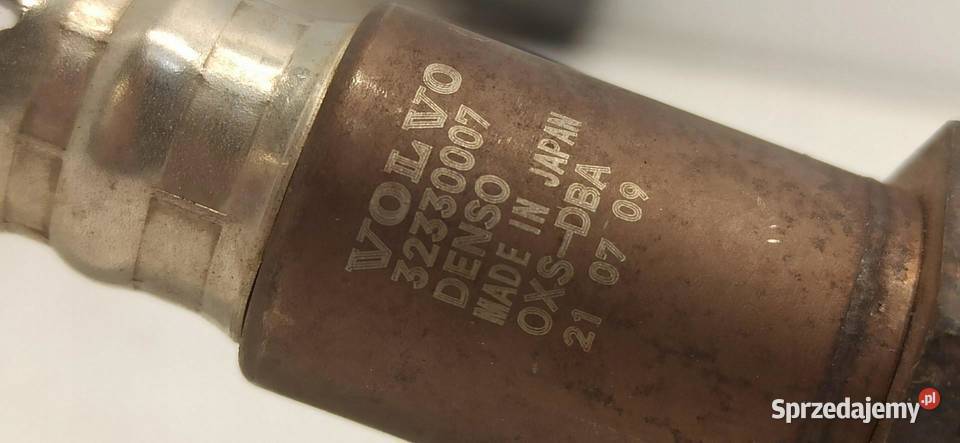 VOLVO
32330007
DENSO
MADE IN JAPAN
OXS-DBA
21 07 09
Sprzedajemy.pl